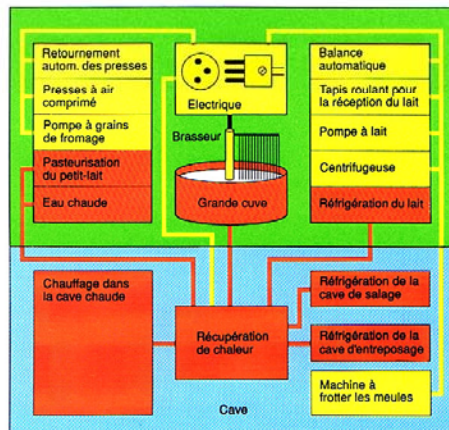 Retournement
autom. des presses
Presses à air
comprimé
Pompe à grains
de fromage
Pasteurisation
du petit-lait
Eau chaude
Electrique
Brasseur
Grande cuve
Balance
automatique
Tapis roulant pour
la réception du lait
Pompe à lait
Centrifugeuse
Réfrigération du lait
Chauffage dans
la cave chaude
Récupération
de chaleur
Réfrigération de la
cave de salage
Réfrigération de la
cave d'entreposage
Machine à
frotter les meules
Cave